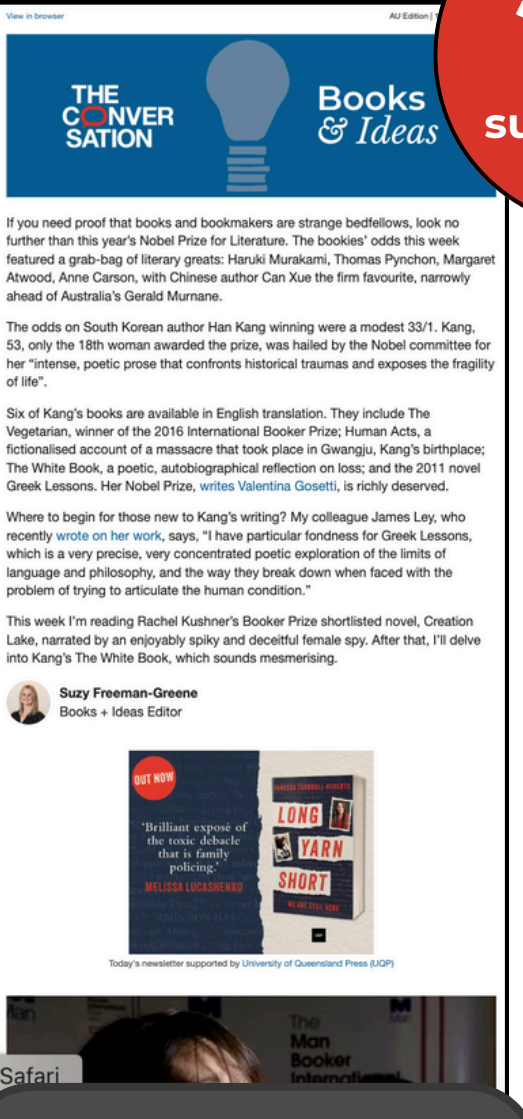 View in browser
AU Edition |
su
THE
CONVER
SATION
Books
& Ideas
If you need proof that books and bookmakers are strange bedfellows, look no
further than this year's Nobel Prize for Literature. The bookies' odds this week
featured a grab-bag of literary greats: Haruki Murakami, Thomas Pynchon, Margaret
Atwood, Anne Carson, with Chinese author Can Xue the firm favourite, narrowly
ahead of Australia's Gerald Murnane.
The odds on South Korean author Han Kang winning were a modest 33/1. Kang,
53, only the 18th woman awarded the prize, was hailed by the Nobel committee for
her “intense, poetic prose that confronts historical traumas and exposes the fragility
of life”.
Six of Kang's books are available in English translation. They include The
Vegetarian, winner of the 2016 International Booker Prize; Human Acts, a
fictionalised account of a massacre that took place in Gwangju, Kang's birthplace;
The White Book, a poetic, autobiographical reflection on loss; and the 2011 novel
Greek Lessons. Her Nobel Prize, writes Valentina Gosetti, is richly deserved.
Where to begin for those new to Kang's writing? My colleague James Ley, who
recently wrote on her work, says, “I have particular fondness for Greek Lessons,
which is a very precise, very concentrated poetic exploration of the limits of
language and philosophy, and the way they break down when faced with the
problem of trying to articulate the human condition.”
This week I'm reading Rachel Kushner's Booker Prize shortlisted novel, Creation
Lake, narrated by an enjoyably spiky and deceitful female spy. After that, I'll delve
into Kang's The White Book, which sounds mesmerising.
Suzy Freeman-Greene
Books + Ideas Editor
OUT NOW
‘Brilliant exposé of
the toxic debacle
that is family
policing.’
MELISSA LUCASHENKO
VANESSA TURNBULL-ROBERTS
LONG
YARN
SHORT
WE ARE STILL HERE
UQP
Today's newsletter supported by University of Queensland Press (UQP)
Man
The
Man
Booker
International
Man
Safari